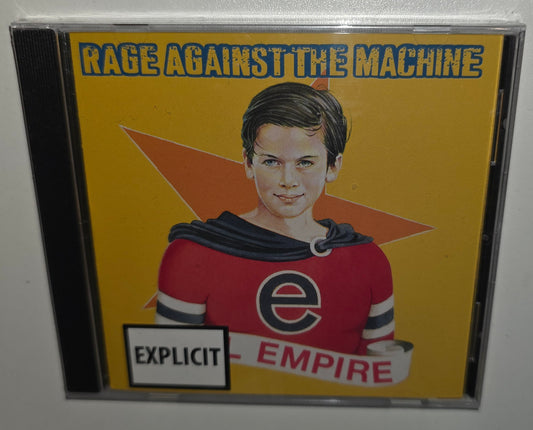 RAGE AGAINST THE MACHINE
e
L EMPIRE
EXPLICIT